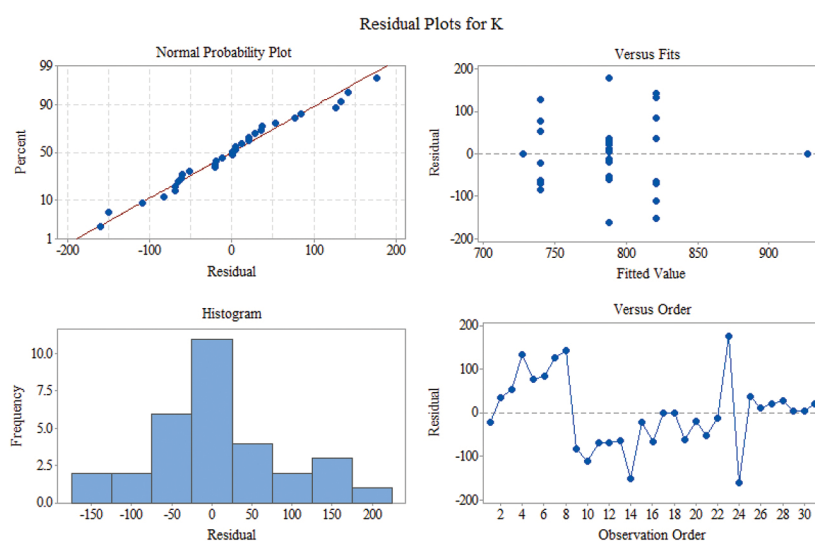 Residual Plots for K
Normal Probability Plot
99
90
50
10
1
Percent
-200 -100 0 100 200
Residual
Versus Fits
200
100
0
-100
-200
Residual
700 750 800 850 900
Fitted Value
Histogram
10.0
7.5
5.0
2.5
0.0
Frequency
-150 -100 -50 0 50 100 150 200
Residual
Versus Order
200
100
0
-100
-200
Residual
2 4 6 8 10 12 14 16 18 20 22 24 26 28 30
Observation Order